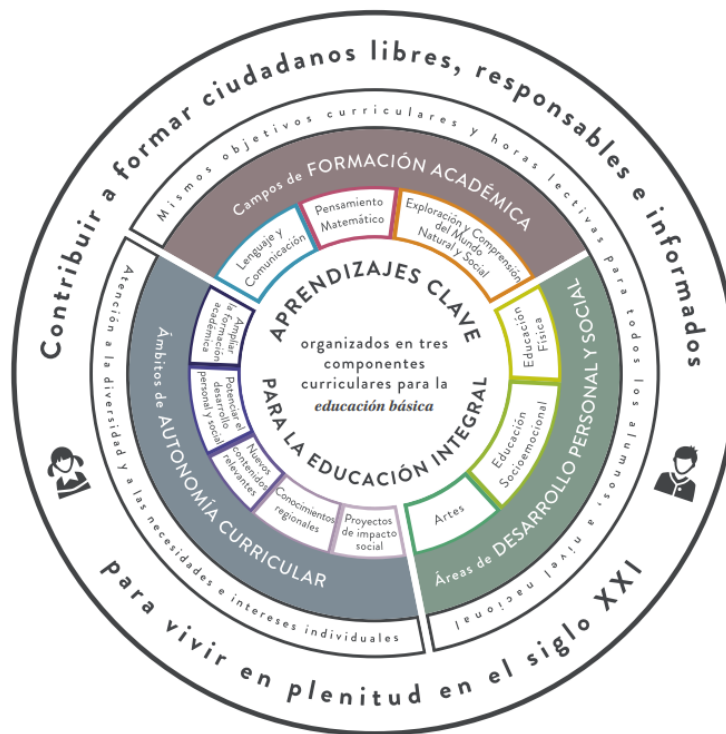 Contribuir a formar ciudadanos libres, responsables e informados
para vivir en plenitud en el siglo XXI
Mismos objetivos curriculares y horas lectivas para todos los alumnos, a nivel nacional
Atención a la diversidad y a las necesidades e intereses individuales
Campos de FORMACIÓN ACADÉMICA
Lenguaje y
Comunicación
Pensamiento
Matemático
Exploración y Comprensión
del Mundo
Natural y Social
Áreas de DESARROLLO PERSONAL Y SOCIAL
Educación
Física
Educación
Socioemocional
Artes
Ámbitos de AUTONOMÍA CURRICULAR
Ampliar
la formación
académica
Potenciar el
desarrollo
personal y social
Nuevos
contenidos
relevantes
Conocimientos
regionales
Proyectos
de impacto
social
APRENDIZAJES CLAVE
organizados en tres
componentes
curriculares para la
educación básica
PARA LA EDUCACIÓN INTEGRAL